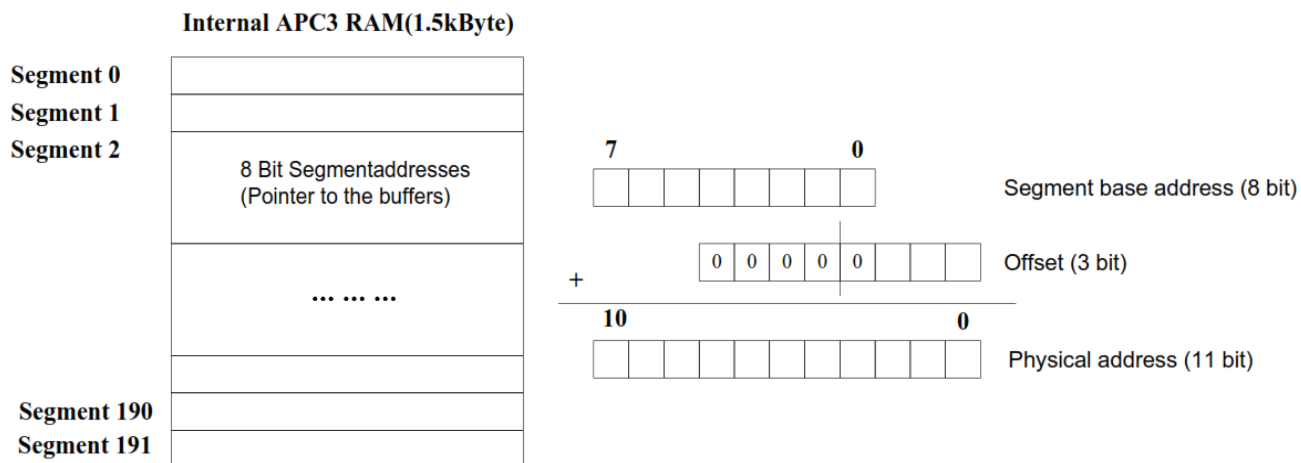 Internal APC3 RAM(1.5kByte)
Segment 0
Segment 1
Segment 2
8 Bit Segmentaddresses
(Pointer to the buffers)
... ... ...
Segment 190
Segment 191
7 0
Segment base address (8 bit)
0 0 0 0 0
Offset (3 bit)
+
10 0
Physical address (11 bit)